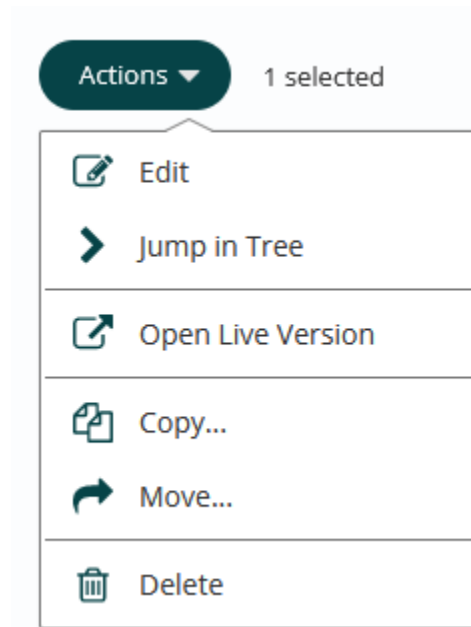 Actions
1 selected
Edit
Jump in Tree
Open Live Version
Copy...
Move...
Delete